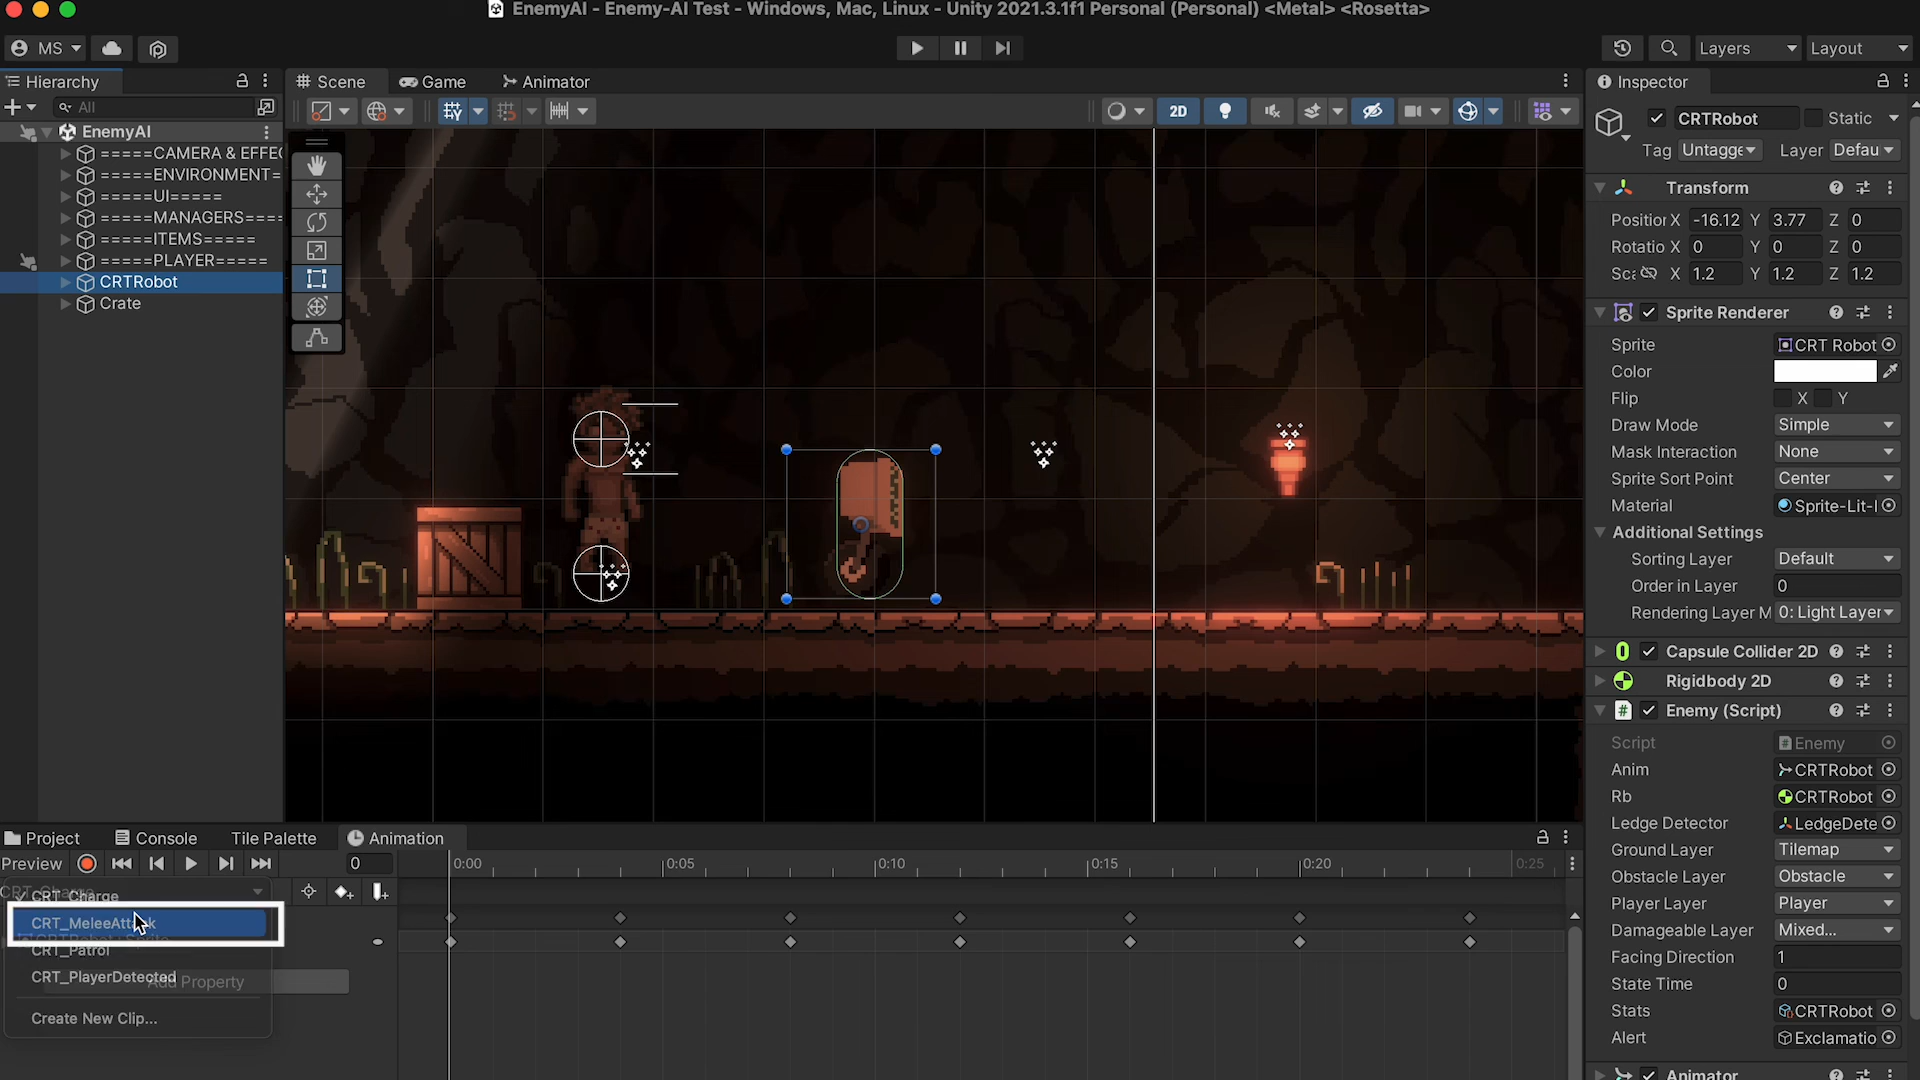 EnemyAI - Enemy-AI Test - Windows, Mac, Linux - Unity 2021.3.1f1 Personal (Personal) <Metal> <Rosetta>
MS
Layers
Layout
Hierarchy
Scene
Game
Animator
Inspector
All
2D
CRTRobot
Static
EnemyAI
Tag Untagge
Layer Defau
=====CAMERA & EFFE
=====ENVIRONMENT=
=====UI=====
=====MANAGERS====
=====ITEMS=====
=====PLAYER=====
CRTRobot
Crate
Transform
Position X -16.12 Y 3.77 Z 0
Rotatio X 0 Y 0 Z 0
Sca X 1.2 Y 1.2 Z 1.2
Sprite Renderer
Sprite CRT Robot
Color
Flip X Y
Draw Mode Simple
Mask Interaction None
Sprite Sort Point Center
Material Sprite-Lit-
Additional Settings
Sorting Layer Default
Order in Layer 0
Rendering Layer M 0: Light Layer
Capsule Collider 2D
Rigidbody 2D
# Enemy (Script)
Script Enemy
Anim CRTRobot
Rb CRTRobot
Ledge Detector LedgeDete
Ground Layer Tilemap
Obstacle Layer Obstacle
Player Layer Player
Damageable Layer Mixed...
Facing Direction 1
State Time 0
Stats CRTRobot
Alert Exclamatio
Animator
Project
Console
Tile Palette
Animation
Preview
0
0:00 0:05 0:10 0:15 0:20 0:25
CRT_Charge
CRT_MeleeAttack
CRT_Patrol
CRT_PlayerDetected
Add Property
Create New Clip...